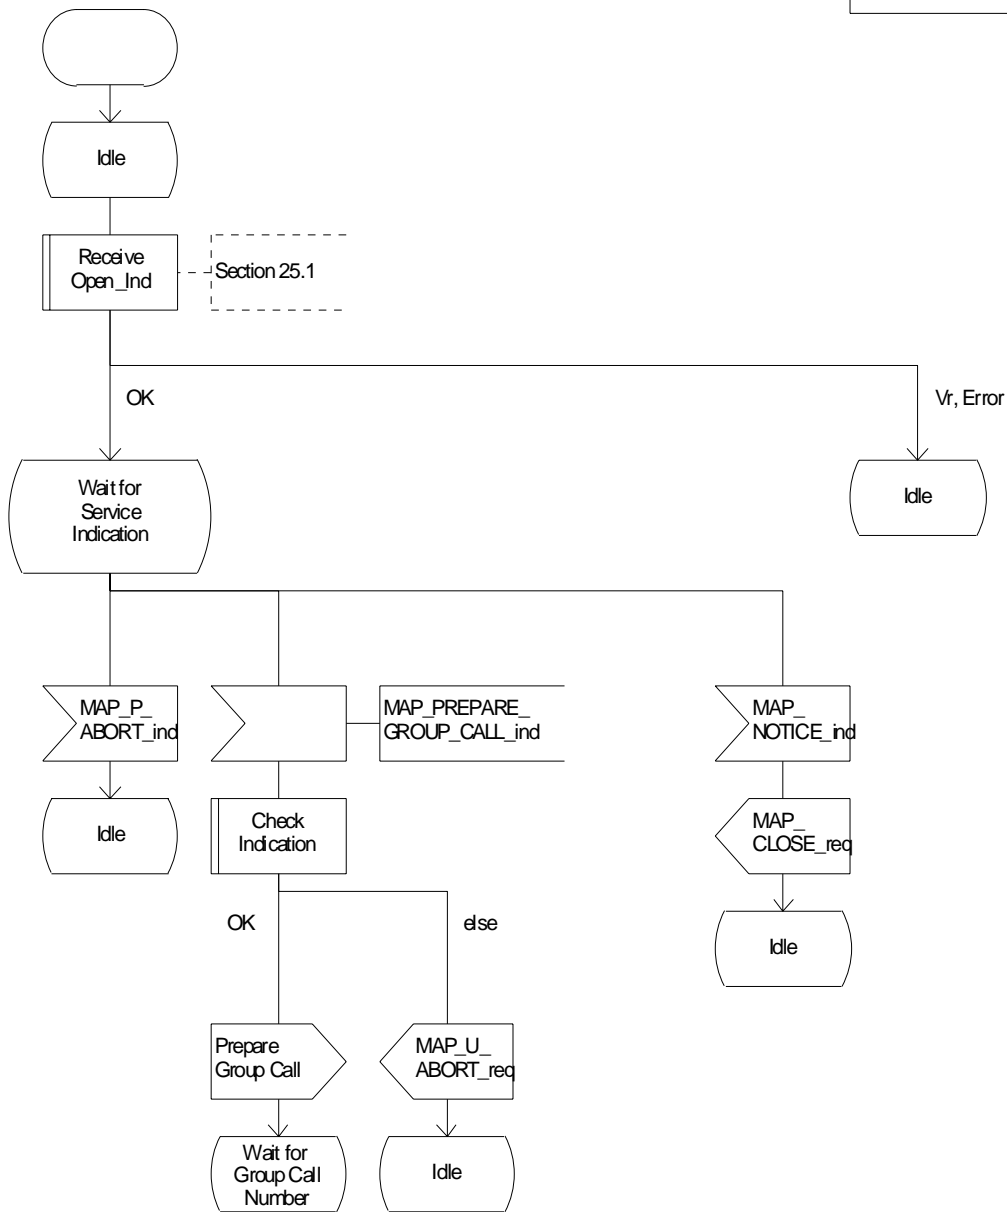 Idle
Receive
Open_Ind
Section 25.1
OK
Vr, Error
Wait for
Service
Indication
Idle
MAP_P_
ABORT_ind
MAP_PREPARE_
GROUP_CALL_ind
MAP_
NOTICE_ind
Idle
Check
Indication
MAP_
CLOSE_req
OK
else
Idle
Prepare
Group Call
MAP_U_
ABORT_req
Wait for
Group Call
Number
Idle